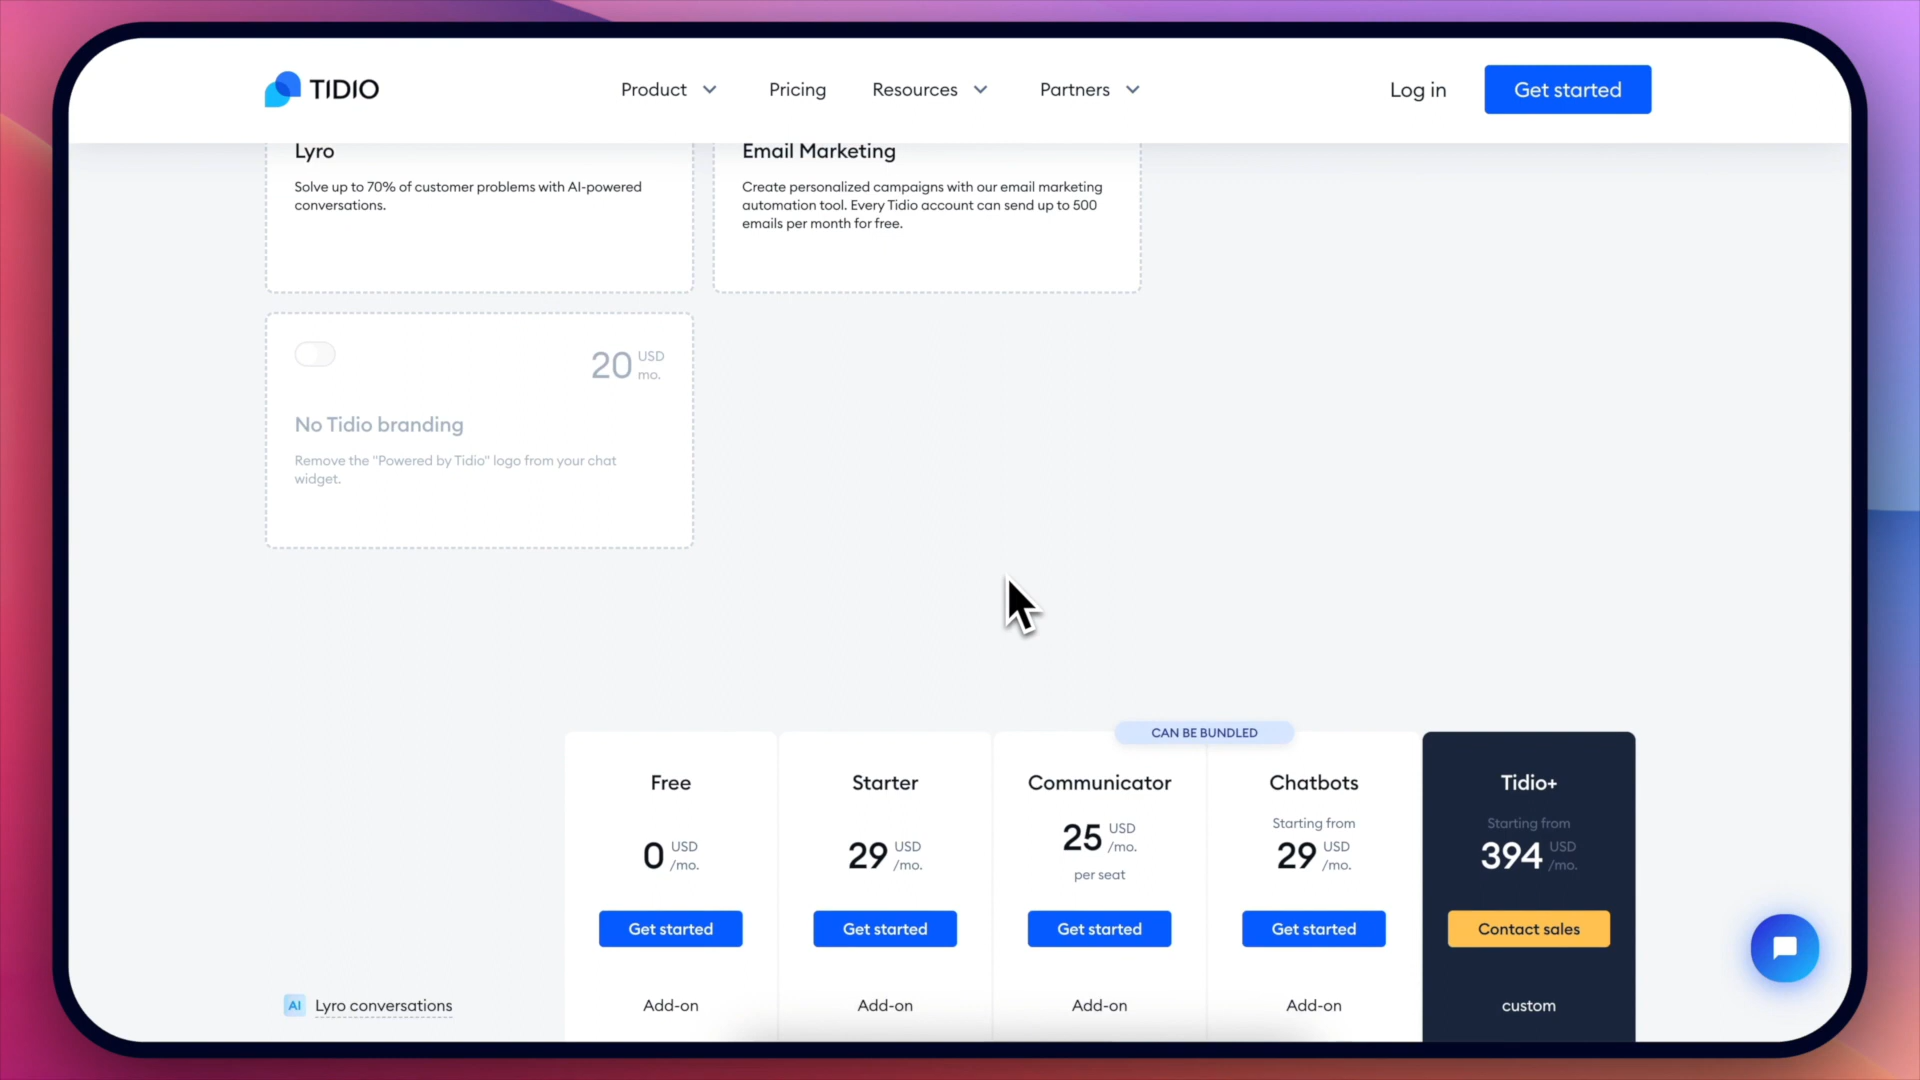 TIDIO
Product
Pricing
Resources
Partners
Log in
Get started
Lyro
Solve up to 70% of customer problems with AI-powered
conversations.
Email Marketing
Create personalized campaigns with our email marketing
automation tool. Every Tidio account can send up to 500
emails per month for free.
20 USD
mo.
No Tidio branding
Remove the "Powered by Tidio" logo from your chat
widget.
CAN BE BUNDLED
Free
0 USD
/mo.
Get started
Starter
29 USD
/mo.
Get started
Communicator
25 USD
/mo.
per seat
Get started
Chatbots
Starting from
29 USD
/mo.
Get started
Tidio+
Starting from
394 USD
/mo.
Contact sales
AI Lyro conversations
Add-on
Add-on
Add-on
Add-on
custom